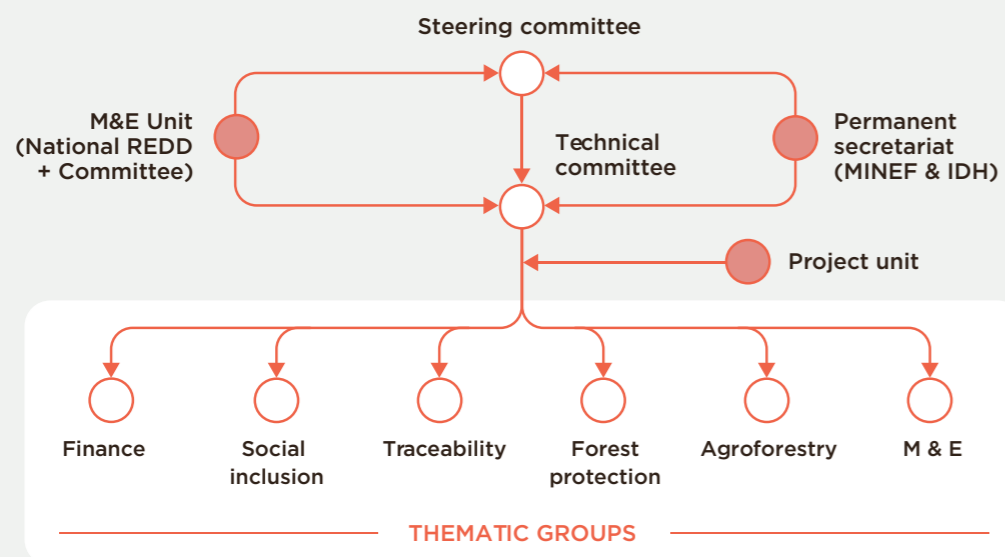 Steering committee
M&E Unit
(National REDD
+ Committee)
Technical
committee
Permanent
secretariat
(MINEF & IDH)
Project unit
Finance
Social
inclusion
Traceability
Forest
protection
Agroforestry
M & E
THEMATIC GROUPS